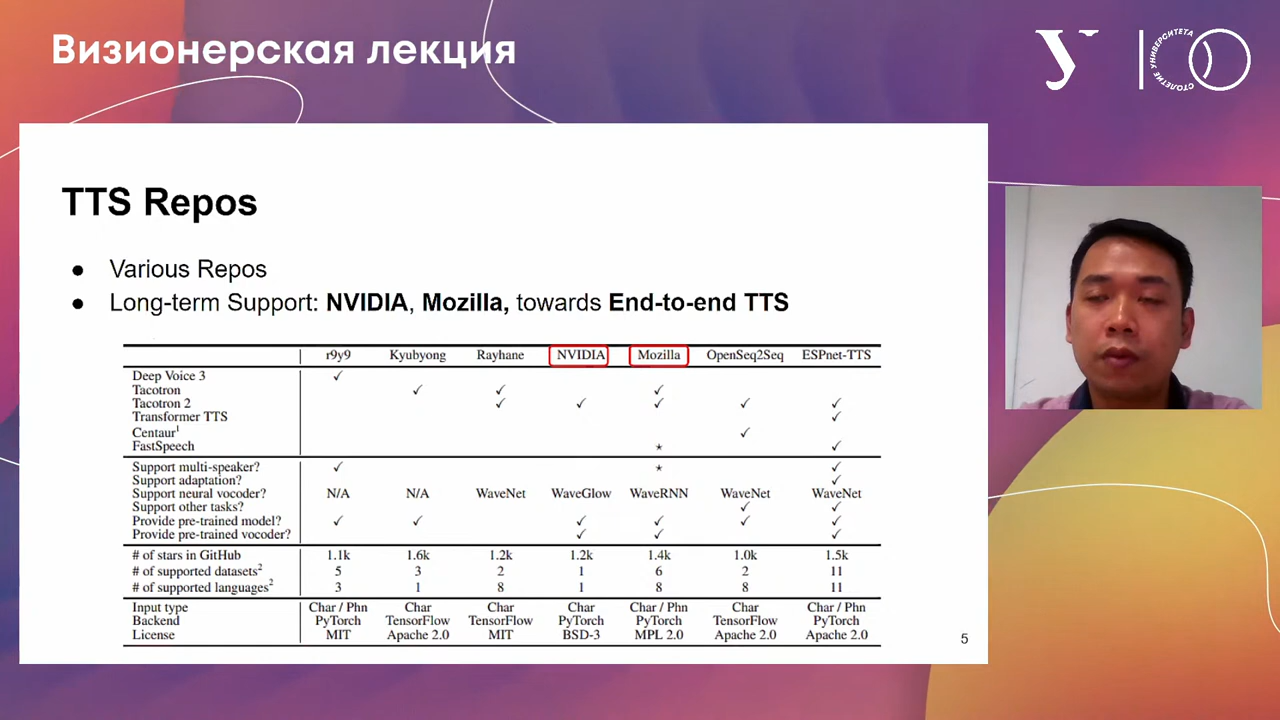 Визионерская лекция
У
СТОЛЕТИЕ УНИВЕРСИТЕТА
TTS Repos
● Various Repos
● Long-term Support: NVIDIA, Mozilla, towards End-to-end TTS
r9y9 Kyubyong Rayhane NVIDIA Mozilla OpenSeq2Seq ESPnet-TTS
Deep Voice 3 ✓
Tacotron ✓ ✓ ✓
Tacotron 2 ✓ ✓ ✓ ✓ ✓
Transformer TTS ✓
Centaur1 ✓
FastSpeech ⋆ ✓
Support multi-speaker? ✓ ⋆ ✓
Support adaptation? ✓
Support neural vocoder? N/A N/A WaveNet WaveGlow WaveRNN WaveNet WaveNet
Support other tasks? ✓ ✓
Provide pre-trained model? ✓ ✓ ✓ ✓ ✓ ✓
Provide pre-trained vocoder? ✓ ✓ ✓
# of stars in GitHub 1.1k 1.6k 1.2k 1.2k 1.4k 1.0k 1.5k
# of supported datasets2 5 3 2 1 6 2 11
# of supported languages2 3 1 8 1 8 8 11
Input type Char / Phn Char Char Char Char / Phn Char Char / Phn
Backend PyTorch TensorFlow TensorFlow PyTorch PyTorch TensorFlow PyTorch
License MIT Apache 2.0 MIT BSD-3 MPL 2.0 Apache 2.0 Apache 2.0
5